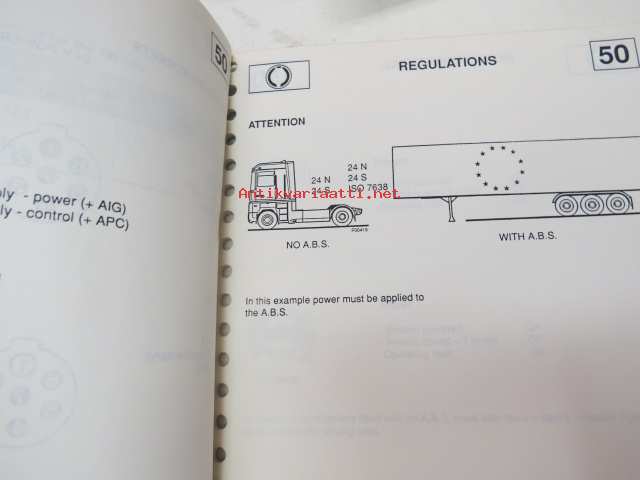 50
ly - power (+ AIG)
ly - control (+ APC)
REGULATIONS
50
ATTENTION
24 N
24 S
24 N
24 S
ISO 7638
Antikvariaatti.net
NO A.B.S.
WITH A.B.S.
In this example power must be applied to
the A.B.S.